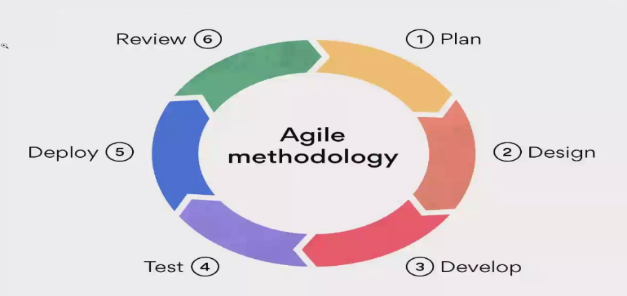 Agile
methodology
1 Plan
2 Design
3 Develop
Test 4
Deploy 5
Review 6